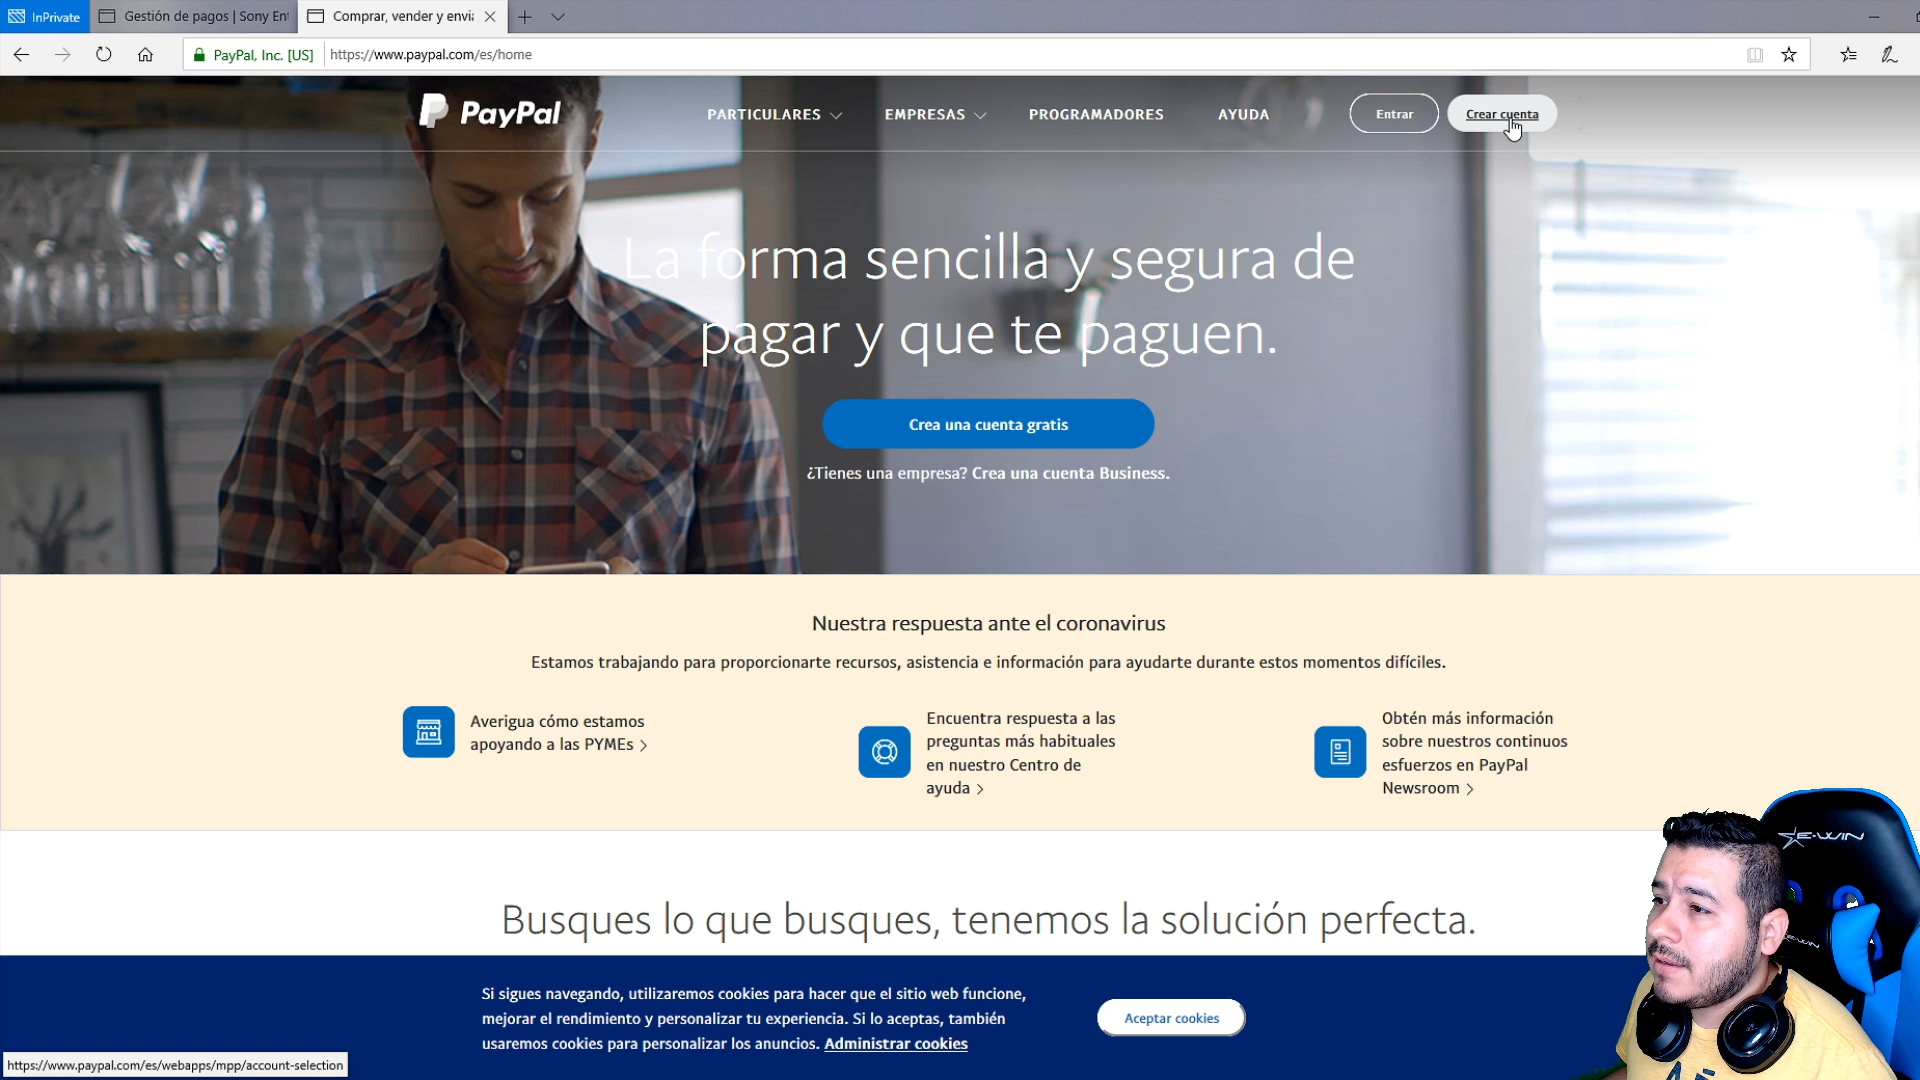 InPrivate
Gestión de pagos | Sony Ent
Comprar, vender y envia
PayPal, Inc. [US]
https://www.paypal.com/es/home
PayPal
PARTICULARES
EMPRESAS
PROGRAMADORES
AYUDA
Entrar
Crear cuenta
La forma sencilla y segura de
pagar y que te paguen.
Crea una cuenta gratis
¿Tienes una empresa? Crea una cuenta Business.
Nuestra respuesta ante el coronavirus
Estamos trabajando para proporcionarte recursos, asistencia e información para ayudarte durante estos momentos difíciles.
Averigua cómo estamos
apoyando a las PYMEs >
Encuentra respuesta a las
preguntas más habituales
en nuestro Centro de
ayuda >
Obtén más información
sobre nuestros continuos
esfuerzos en PayPal
Newsroom >
E-WIN
Busques lo que busques, tenemos la solución perfecta.
Si sigues navegando, utilizaremos cookies para hacer que el sitio web funcione,
mejorar el rendimiento y personalizar tu experiencia. Si lo aceptas, también
usaremos cookies para personalizar los anuncios. Administrar cookies
Aceptar cookies
https://www.paypal.com/es/webapps/mpp/account-selection